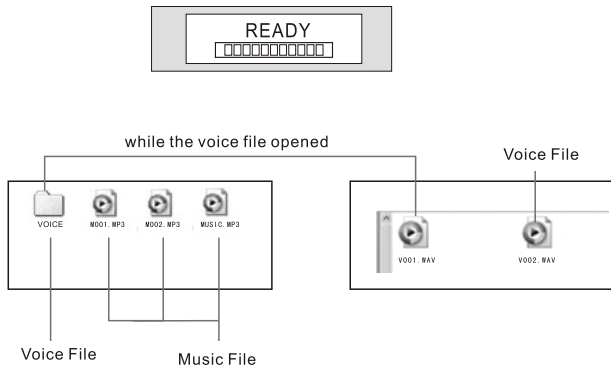 READY
while the voice file opened
Voice File
VOICE
M001.MP3
M002.MP3
MUSIC.MP3
V001.WAV
V002.WAV
Voice File
Music File